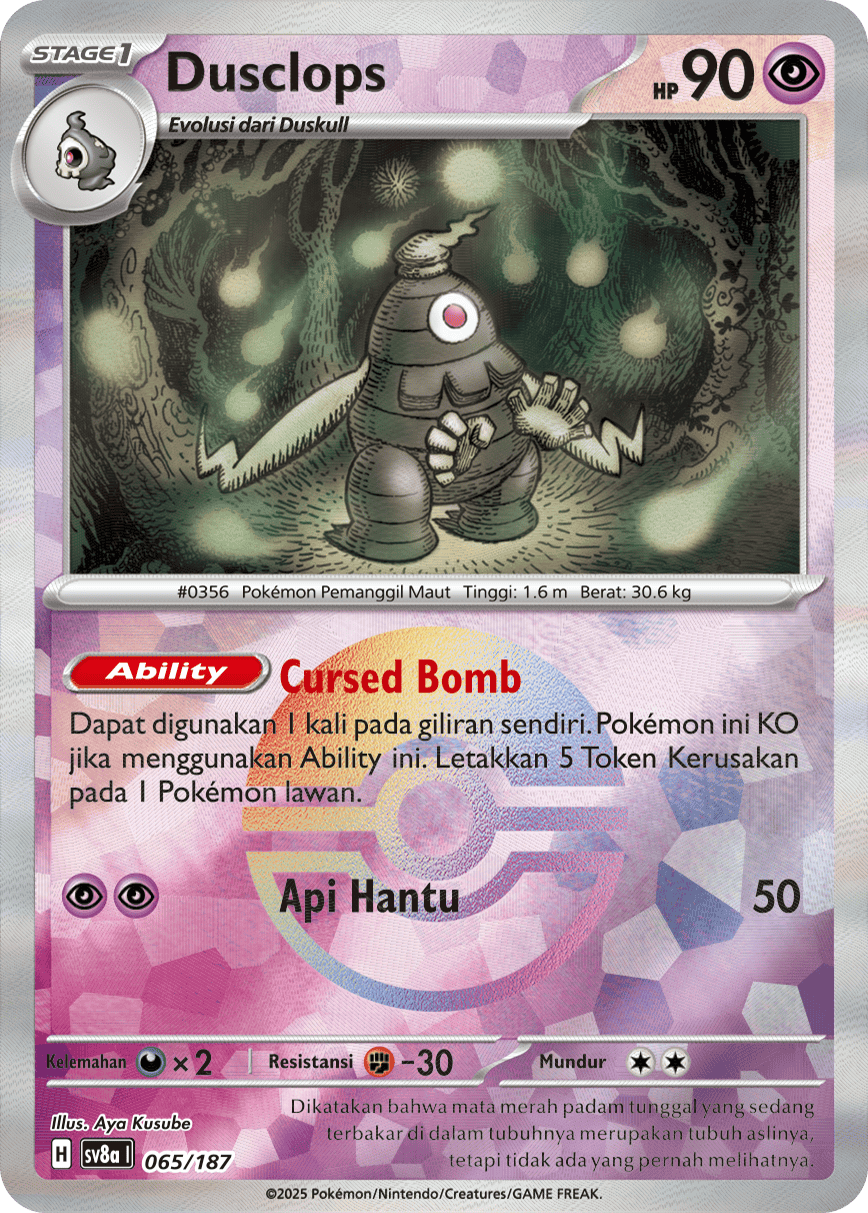 STAGE1
Dusclops
HP 90
Evolusi dari Duskull
#0356 Pokémon Pemanggil Maut Tinggi: 1.6 m Berat: 30.6 kg
Ability Cursed Bomb
Dapat digunakan 1 kali pada giliran sendiri. Pokémon ini KO
jika menggunakan Ability ini. Letakkan 5 Token Kerusakan
pada 1 Pokémon lawan.
Api Hantu 50
Kelemahan ×2 Resistansi -30 Mundur
Dikatakan bahwa mata merah padam tunggal yang sedang
terbakar di dalam tubuhnya merupakan tubuh aslinya,
tetapi tidak ada yang pernah melihatnya.
Illus. Aya Kusube
H sv8a I 065/187
©2025 Pokémon/Nintendo/Creatures/GAME FREAK.